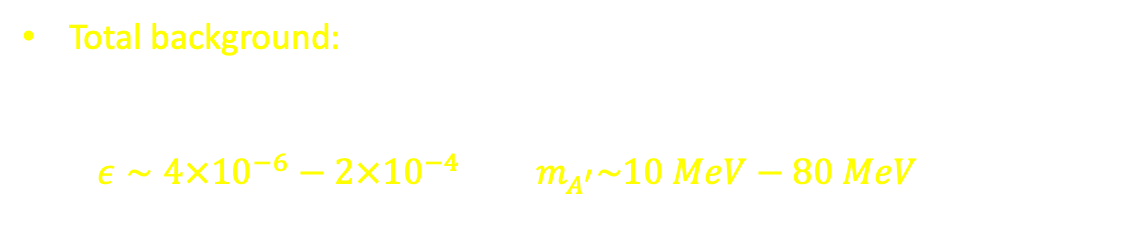 • Total background:
ϵ ~ 4×10⁻⁶ – 2×10⁻⁴ m_A′~10 MeV – 80 MeV